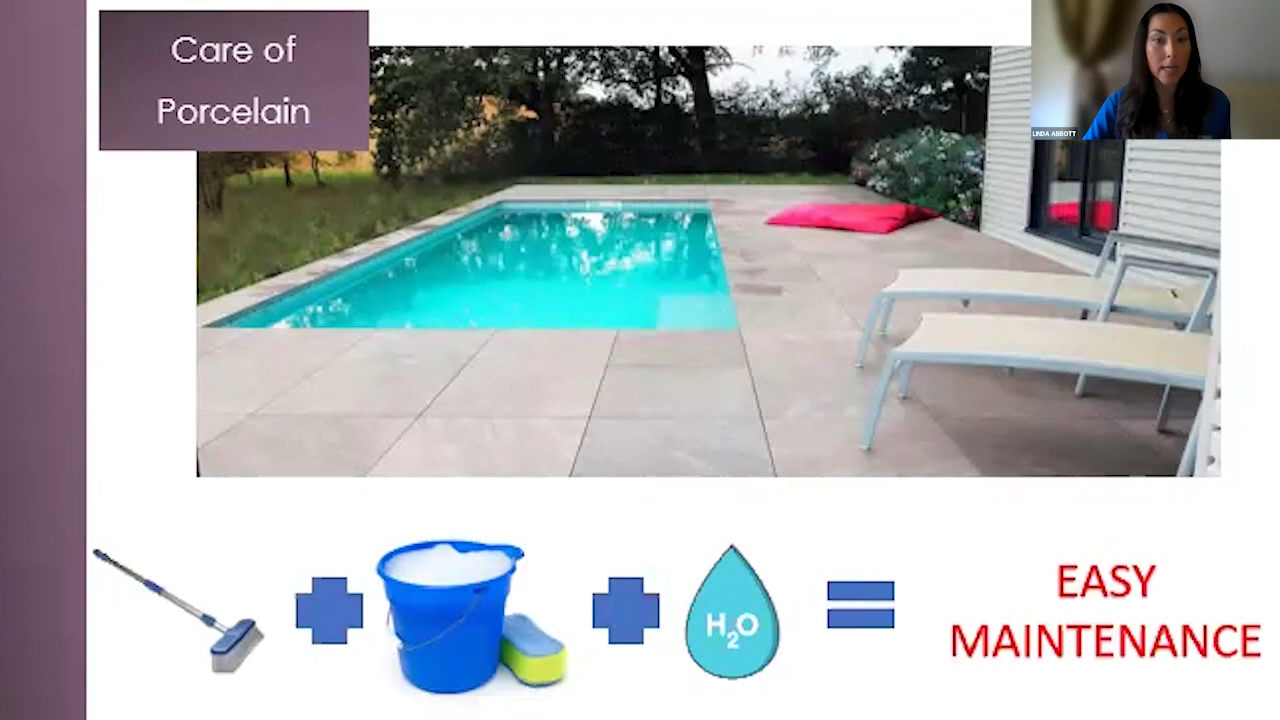 Care of
Porcelain
LINDA ABBOTT
H₂O
EASY
MAINTENANCE